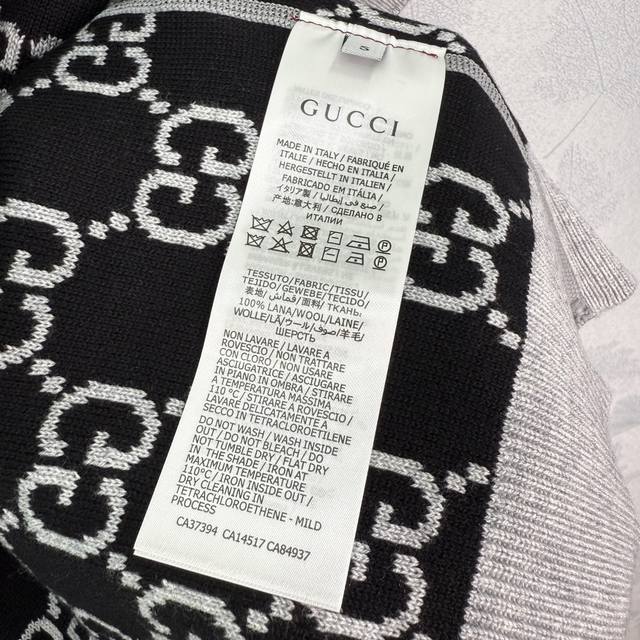 S
GUCCI
MADE IN ITALY / FABRIQUÉ EN
ITALIE / HECHO EN ITALIA /
HERGESTELLT IN ITALIEN /
FABRICADO EM ITÁLIA /
イタリア製 / صنع في إيطاليا /
产地:意大利 / СДЕЛАНО В
ИТАЛИИ
TESSUTO/FABRIC/TISSU/
TEJIDO/GEWEBE/TECIDO/
表地/قماش/面料/ТКАНЬ:
100% LANA/WOOL/LAINE/
WOLLE/LÃ/ウール/صوف/羊毛/
ШЕРСТЬ
NON LAVARE / LAVARE A
ROVESCIO / NON TRATTARE
CON CLORO / NON USARE
ASCIUGATRICE / ASCIUGARE
IN PIANO IN OMBRA / STIRARE
A TEMPERATURA MASSIMA
110°C / STIRARE A ROVESCIO /
LAVARE DELICATAMENTE A
SECCO IN TETRACLOROETILENE
DO NOT WASH / WASH INSIDE
OUT / DO NOT BLEACH / DO
NOT TUMBLE DRY / FLAT DRY
IN THE SHADE / IRON AT
MAXIMUM TEMPERATURE
110°C / IRON INSIDE OUT /
DRY CLEANING IN
TETRACHLOROETHENE - MILD
PROCESS
CA37394 CA14517 CA84937